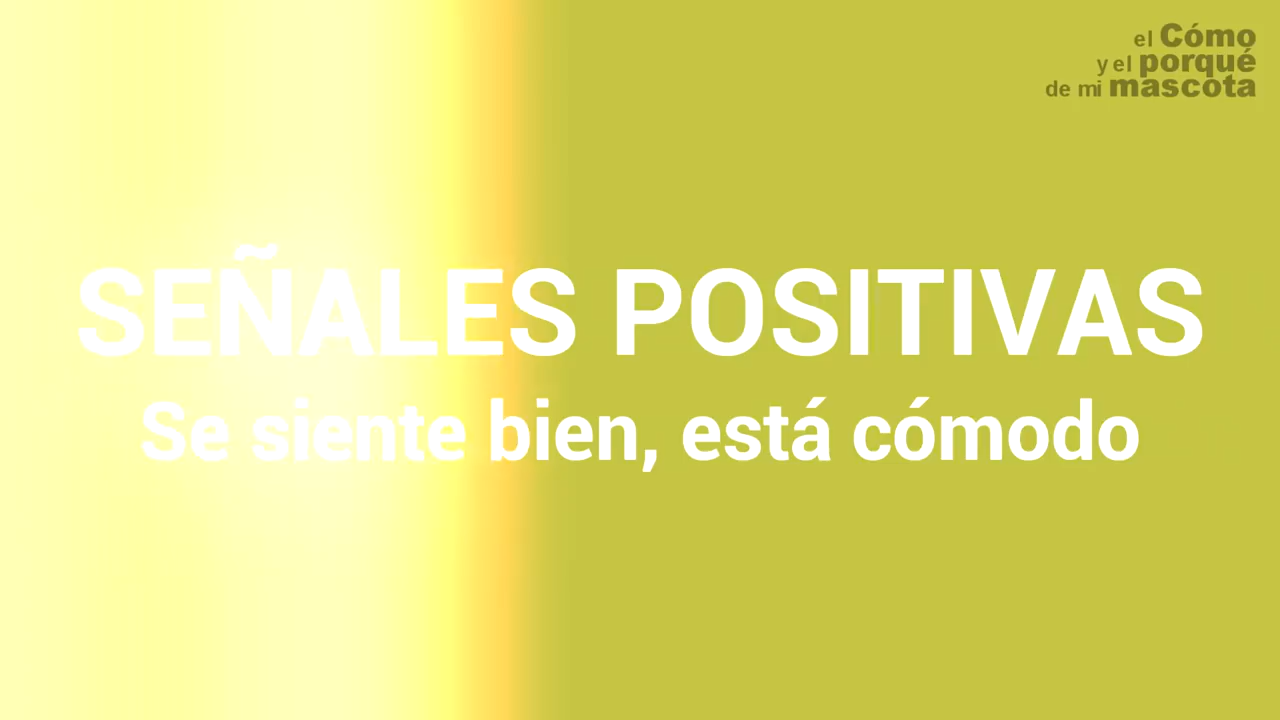 el Cómo
y el porqué
de mi mascota
SEÑALES POSITIVAS
Se siente bien, está cómodo